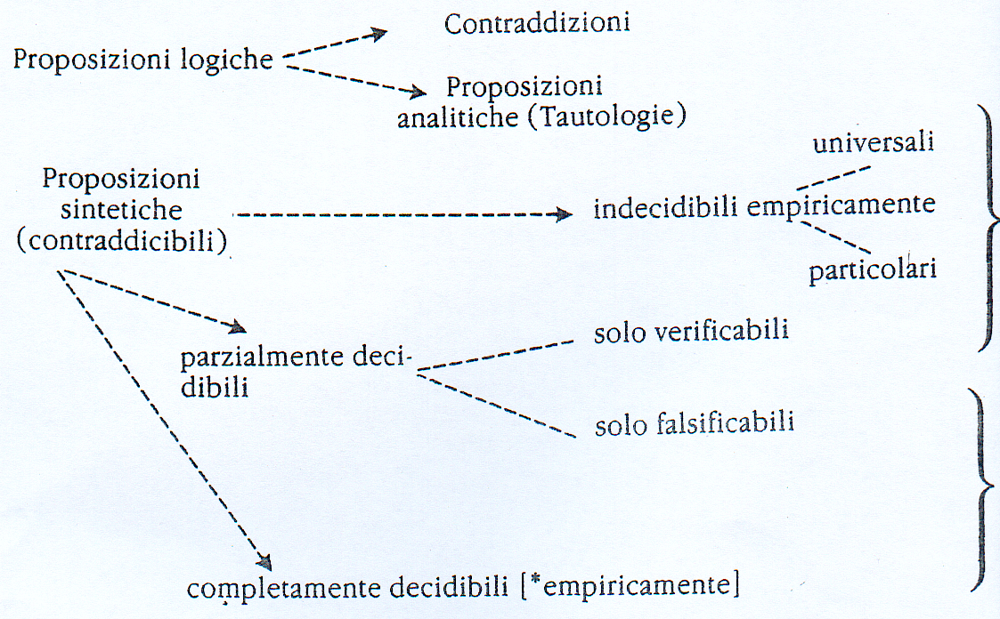 Contraddizioni
Proposizioni logiche
Proposizioni
analitiche (Tautologie)
universali
Proposizioni
sintetiche
(contraddicibili)
indecidibili empiricamente
particolari
solo verificabili
parzialmente deci-
dibili
solo falsificabili
completamente decidibili [*empiricamente]